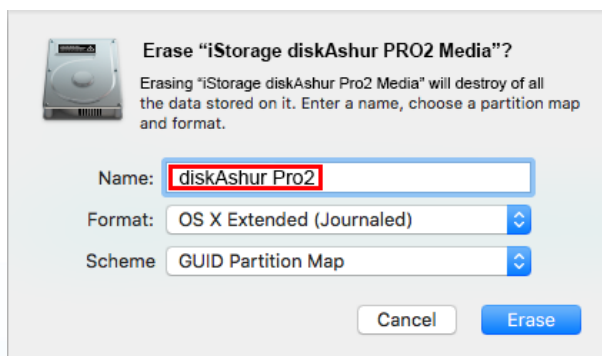 Erase “iStorage diskAshur PRO2 Media”?
Erasing “iStorage diskAshur Pro2 Media” will destroy of all
the data stored on it. Enter a name, choose a partition map
and format.
Name: diskAshur Pro2
Format: OS X Extended (Journaled)
Scheme GUID Partition Map
Cancel Erase